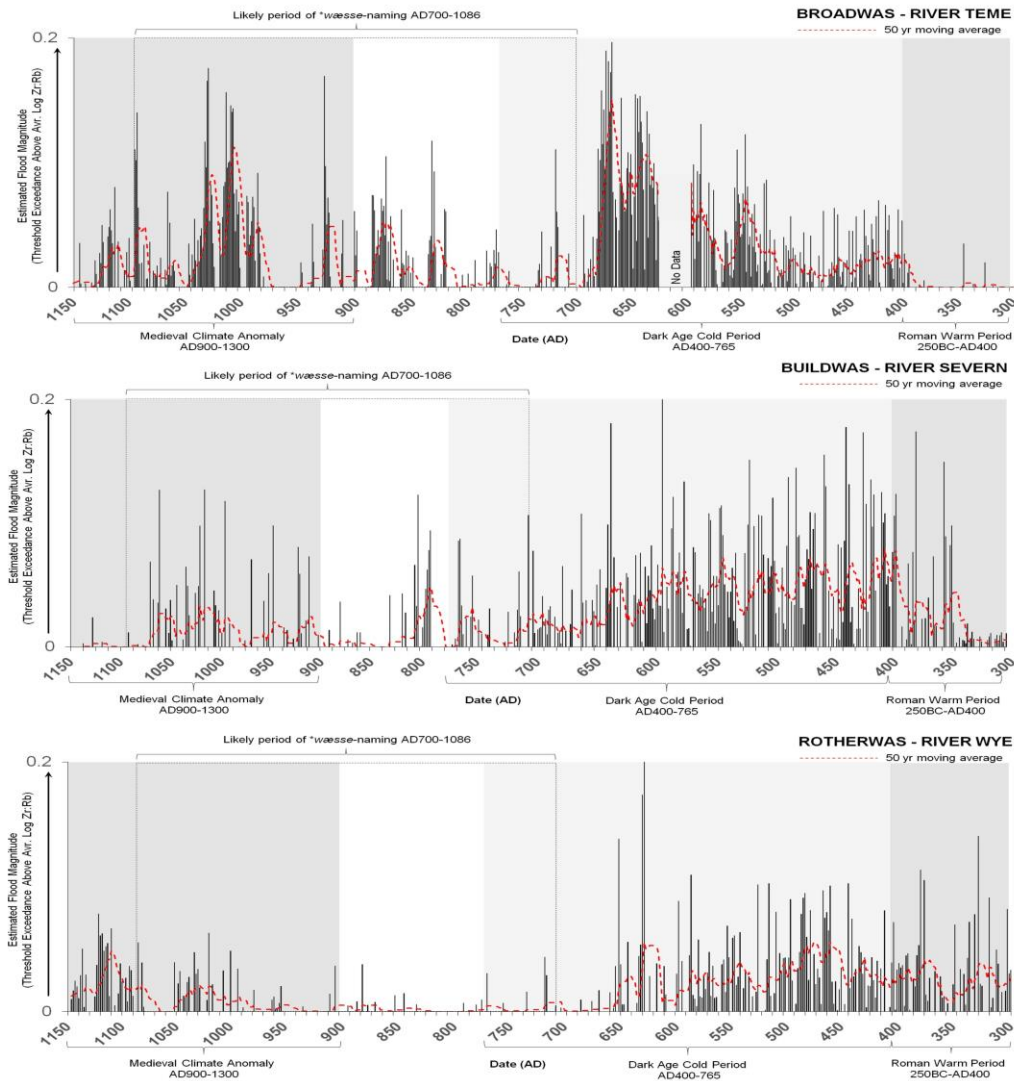 Likely period of *wæsse-naming AD700-1086
BROADWAS - RIVER TEME
50 yr moving average
0.2
Estimated Flood Magnitude
(Threshold Exceedance Above Avr. Log Zr:Rb)
No Data
0
1150 1100 1050 1000 950 900 850 800 750 700 650 600 550 500 450 400 350 300
Medieval Climate Anomaly
AD900-1300
Date (AD)
Dark Age Cold Period
AD400-765
Roman Warm Period
250BC-AD400
Likely period of *wæsse-naming AD700-1086
BUILDWAS - RIVER SEVERN
50 yr moving average
0.2
Estimated Flood Magnitude
(Threshold Exceedance Above Avr. Log Zr:Rb)
0
1150 1100 1050 1000 950 900 850 800 750 700 650 600 550 500 450 400 350 300
Medieval Climate Anomaly
AD900-1300
Date (AD)
Dark Age Cold Period
AD400-765
Roman Warm Period
250BC-AD400
Likely period of *wæsse-naming AD700-1086
ROTHERWAS - RIVER WYE
50 yr moving average
0.2
Estimated Flood Magnitude
(Threshold Exceedance Above Avr. Log Zr:Rb)
0
1150 1100 1050 1000 950 900 850 800 750 700 650 600 550 500 450 400 350 300
Medieval Climate Anomaly
AD900-1300
Date (AD)
Dark Age Cold Period
AD400-765
Roman Warm Period
250BC-AD400